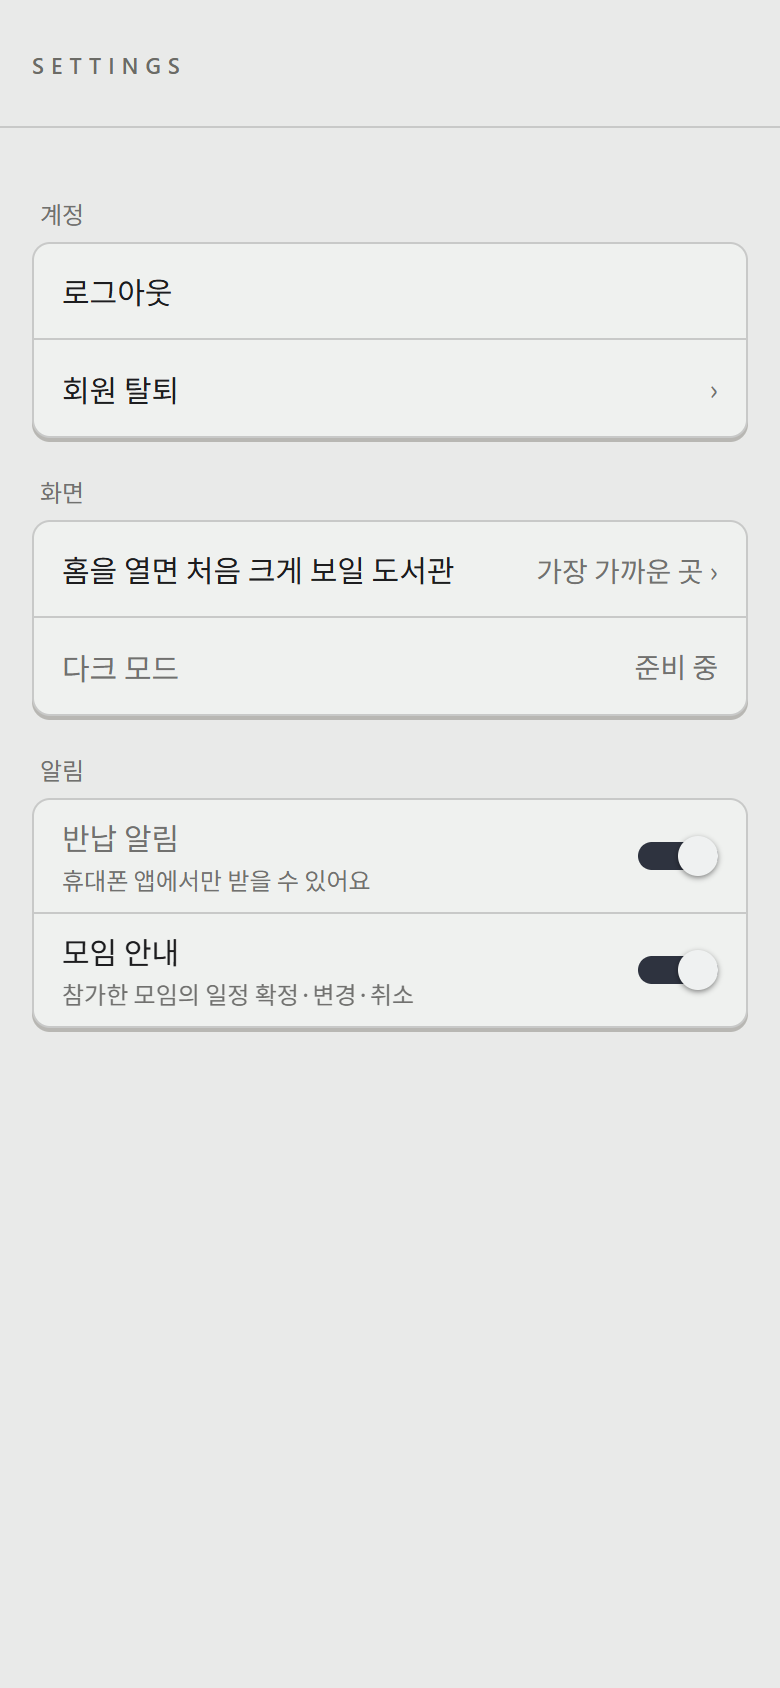 SETTINGS
계정
로그아웃
회원 탈퇴 ›
화면
홈을 열면 처음 크게 보일 도서관 가장 가까운 곳 ›
다크 모드 준비 중
알림
반납 알림
휴대폰 앱에서만 받을 수 있어요
모임 안내
참가한 모임의 일정 확정·변경·취소